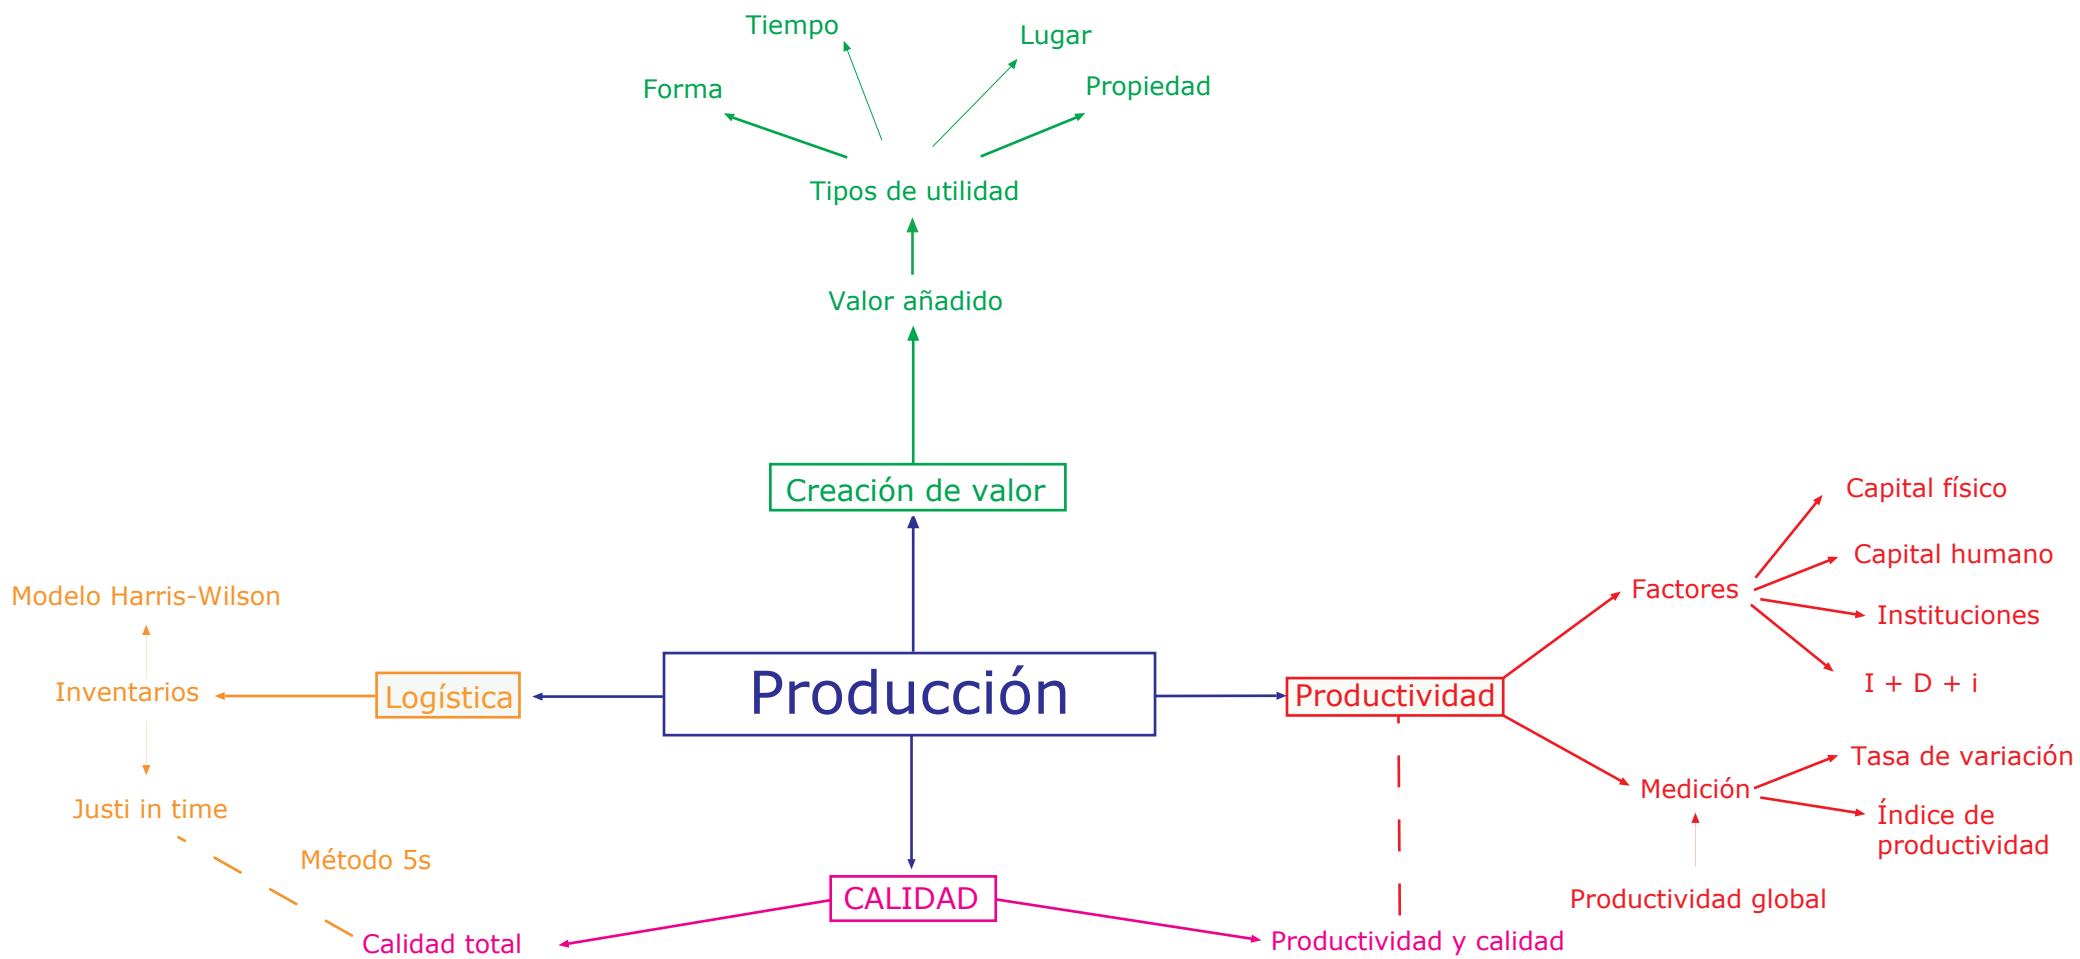 Tiempo
Lugar
Forma
Propiedad
Tipos de utilidad
Valor añadido
Creación de valor
Capital físico
Capital humano
Factores
Instituciones
I + D + i
Modelo Harris-Wilson
Inventarios
Logística
Producción
Productividad
Tasa de variación
Medición
Índice de
productividad
Justi in time
Método 5s
CALIDAD
Productividad global
Calidad total
Productividad y calidad